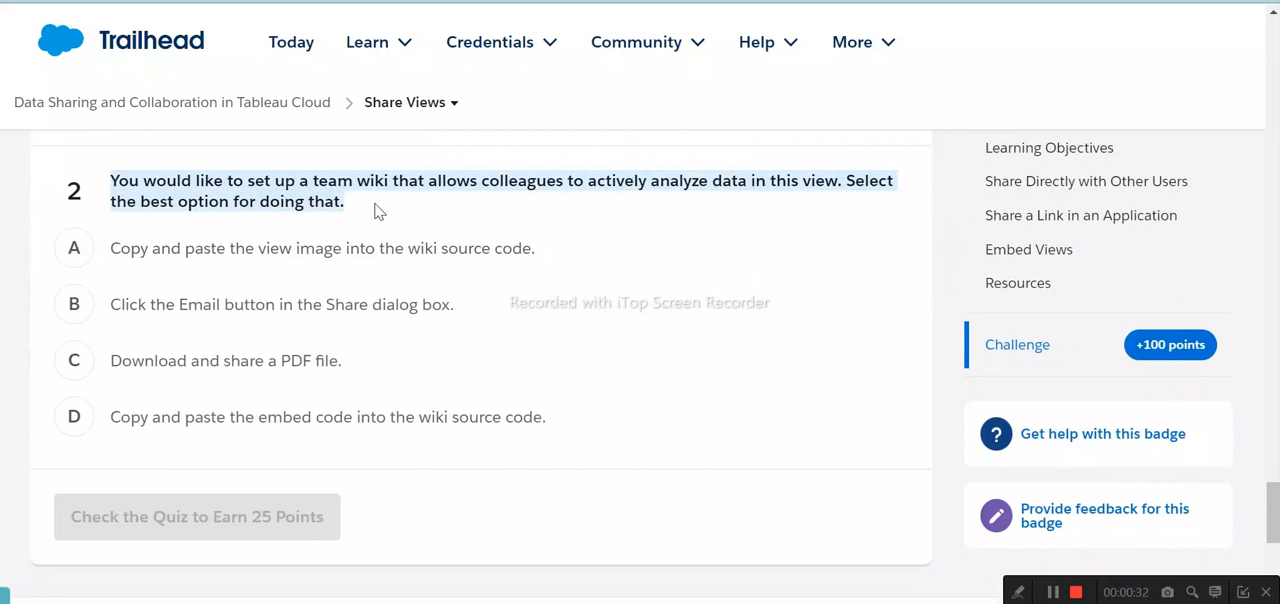 Trailhead
Today Learn Credentials Community Help More
Data Sharing and Collaboration in Tableau Cloud Share Views
2
You would like to set up a team wiki that allows colleagues to actively analyze data in this view. Select
the best option for doing that.
A Copy and paste the view image into the wiki source code.
B Click the Email button in the Share dialog box.
C Download and share a PDF file.
D Copy and paste the embed code into the wiki source code.
Check the Quiz to Earn 25 Points
Recorded with iTop Screen Recorder
Learning Objectives
Share Directly with Other Users
Share a Link in an Application
Embed Views
Resources
Challenge +100 points
? Get help with this badge
Provide feedback for this
badge
00:00:32